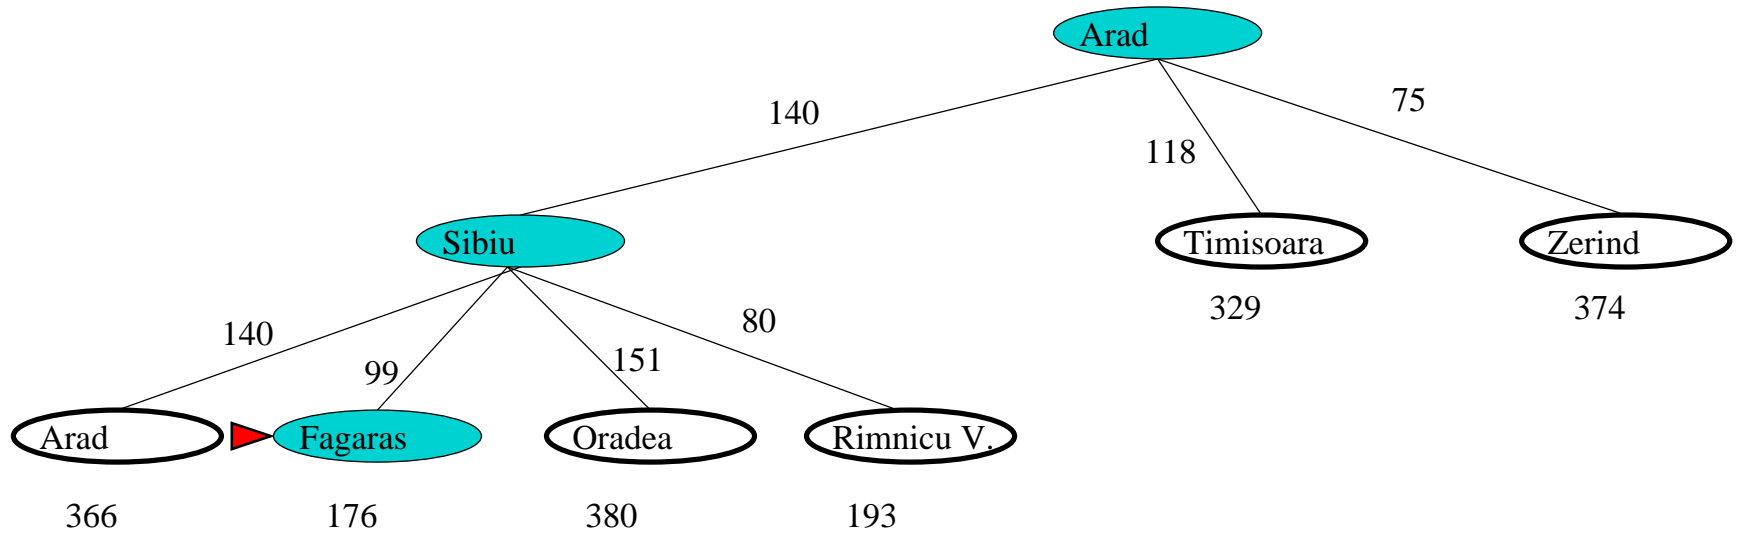 Arad
140
118
75
Sibiu
Timisoara
Zerind
329
374
140
99
151
80
Arad
Fagaras
Oradea
Rimnicu V.
366
176
380
193